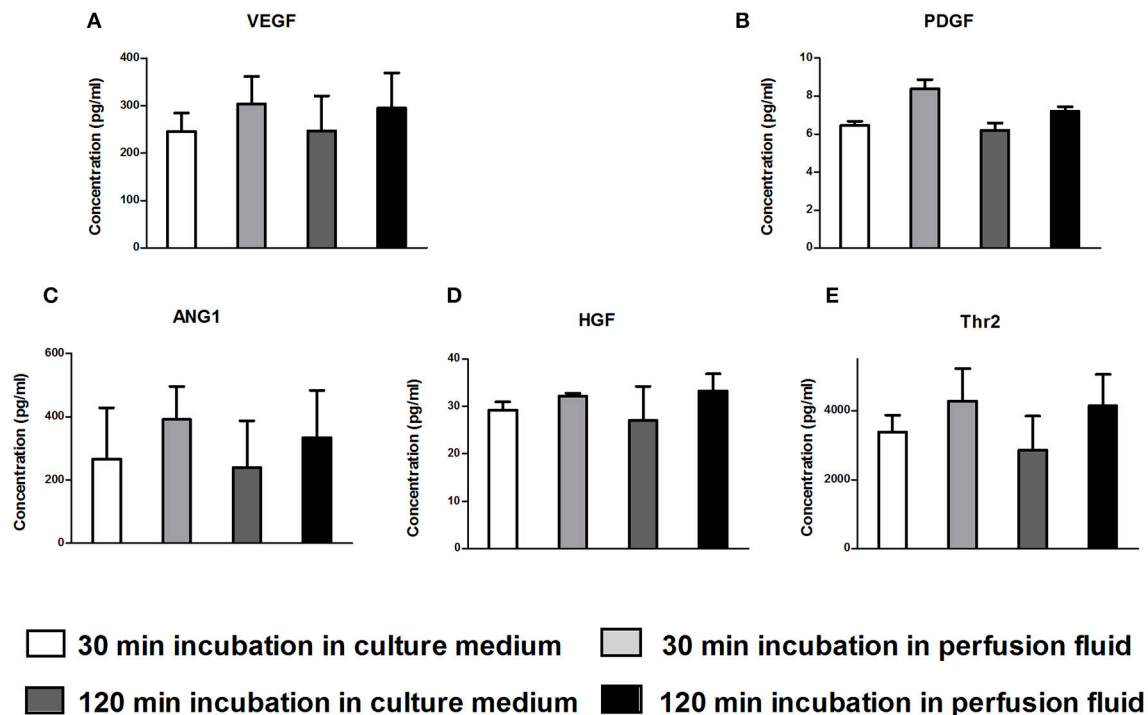 A
VEGF
Concentration (pg/ml)
400
300
200
100
0
B
PDGF
Concentration (pg/ml)
10
8
6
4
2
0
C
ANG1
Concentration (pg/ml)
600
400
200
0
D
HGF
Concentration (pg/ml)
40
30
20
10
0
E
Thr2
Concentration (pg/ml)
4000
2000
0
30 min incubation in culture medium
30 min incubation in perfusion fluid
120 min incubation in culture medium
120 min incubation in perfusion fluid